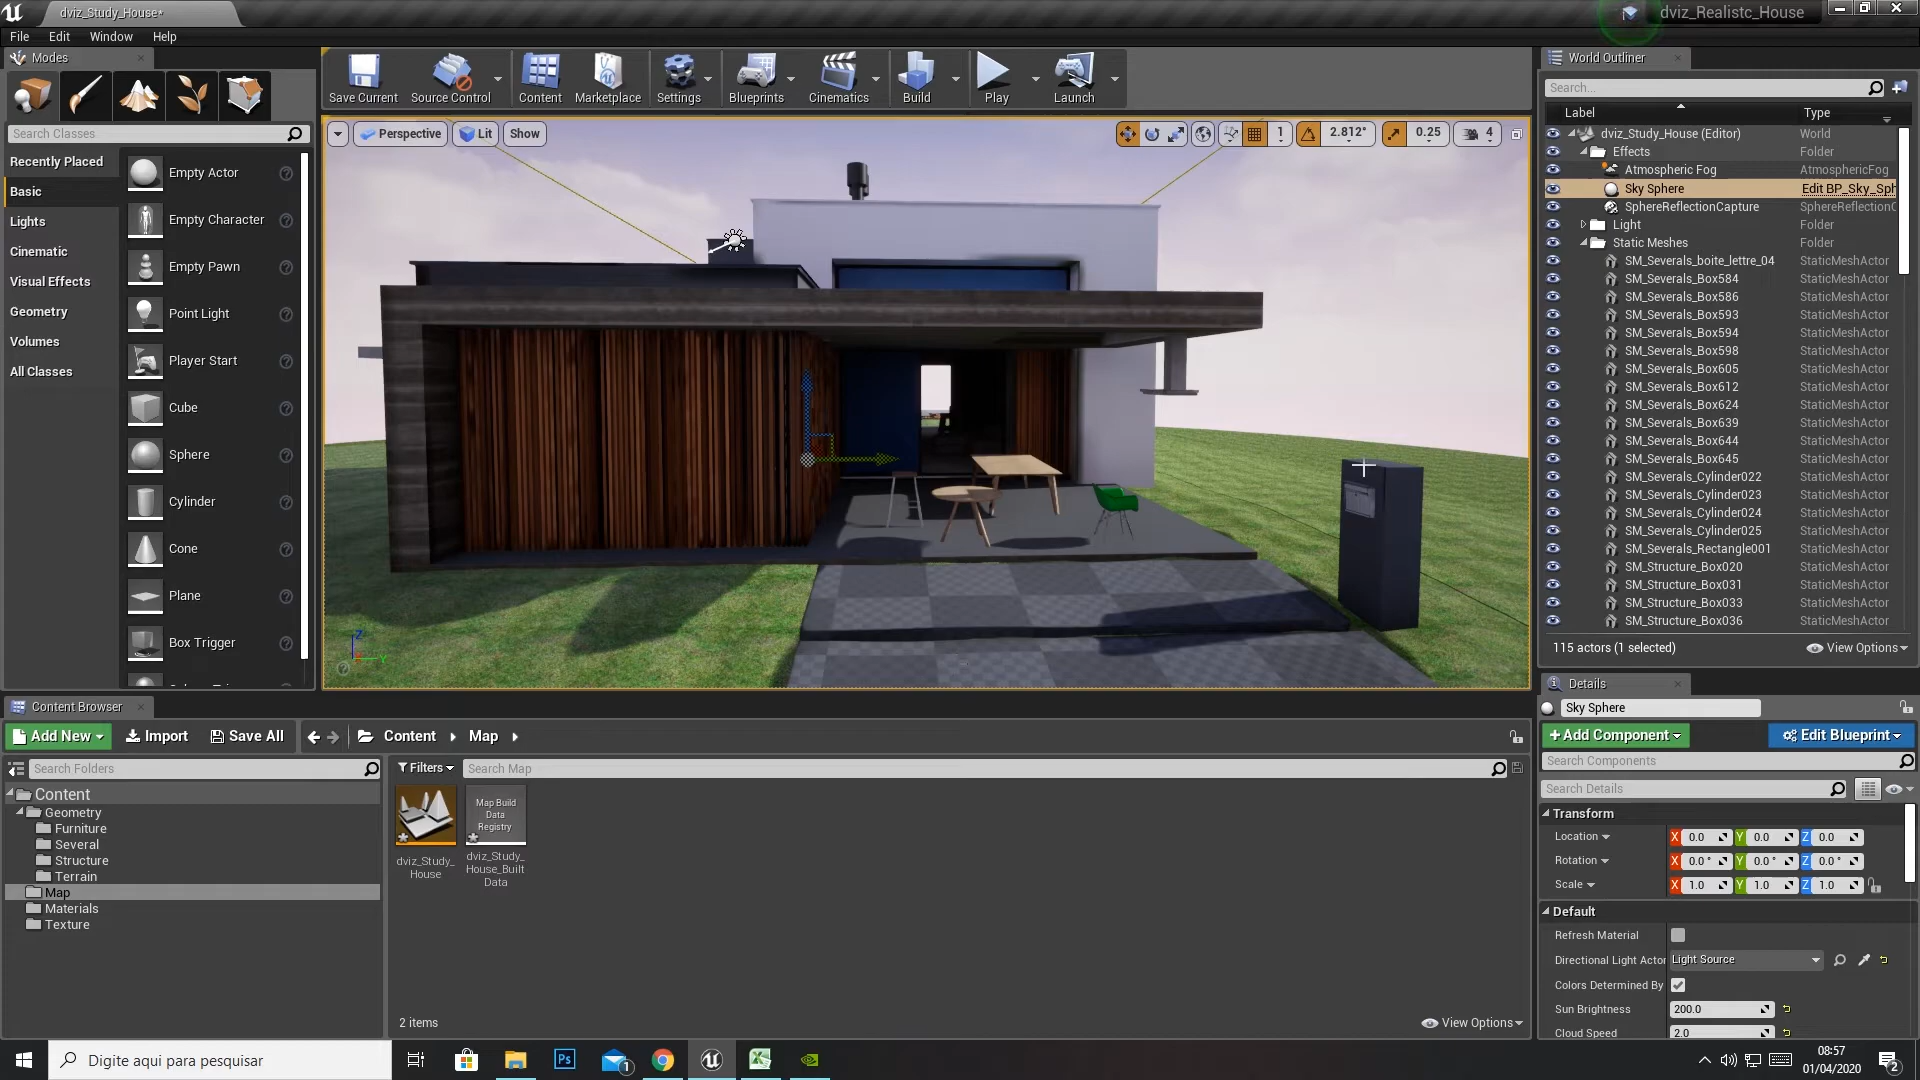 dviz_Study_House*
dviz_Realistc_House
File Edit Window Help
Modes
Save Current Source Control Content Marketplace Settings Blueprints Cinematics Build Play Launch
World Outliner
Search Classes
Search...
Perspective Lit Show
1 2.812° 0.25 4
Label Type
Recently Placed
Basic
Lights
Cinematic
Visual Effects
Geometry
Volumes
All Classes
Empty Actor
Empty Character
Empty Pawn
Point Light
Player Start
Cube
Sphere
Cylinder
Cone
Plane
Box Trigger
dviz_Study_House (Editor) World
Effects Folder
Atmospheric Fog AtmosphericFog
Sky Sphere Edit BP_Sky_Sph
SphereReflectionCapture SphereReflectionC
Light Folder
Static Meshes Folder
SM_Severals_boite_lettre_04 StaticMeshActor
SM_Severals_Box584 StaticMeshActor
SM_Severals_Box586 StaticMeshActor
SM_Severals_Box593 StaticMeshActor
SM_Severals_Box594 StaticMeshActor
SM_Severals_Box598 StaticMeshActor
SM_Severals_Box605 StaticMeshActor
SM_Severals_Box612 StaticMeshActor
SM_Severals_Box624 StaticMeshActor
SM_Severals_Box639 StaticMeshActor
SM_Severals_Box644 StaticMeshActor
SM_Severals_Box645 StaticMeshActor
SM_Severals_Cylinder022 StaticMeshActor
SM_Severals_Cylinder023 StaticMeshActor
SM_Severals_Cylinder024 StaticMeshActor
SM_Severals_Cylinder025 StaticMeshActor
SM_Severals_Rectangle001 StaticMeshActor
SM_Structure_Box020 StaticMeshActor
SM_Structure_Box031 StaticMeshActor
SM_Structure_Box033 StaticMeshActor
SM_Structure_Box036 StaticMeshActor
115 actors (1 selected) View Options
Z
Y
Content Browser
Add New Import Save All Content Map
Search Folders
Filters Search Map
Content
Geometry
Furniture
Several
Structure
Terrain
Map
Materials
Texture
dviz_Study_
House
Map Build
Data
Registry
dviz_Study_
House_Built
Data
2 items View Options
Details
Sky Sphere
+Add Component Edit Blueprint
Search Components
Search Details
Transform
Location X 0.0 Y 0.0 Z 0.0
Rotation X 0.0 ° Y 0.0 ° Z 0.0 °
Scale X 1.0 Y 1.0 Z 1.0
Default
Refresh Material
Directional Light Actor Light Source
Colors Determined By
Sun Brightness 200.0
Cloud Speed 2.0
Digite aqui para pesquisar
Ps
1
08:57
01/04/2020
2